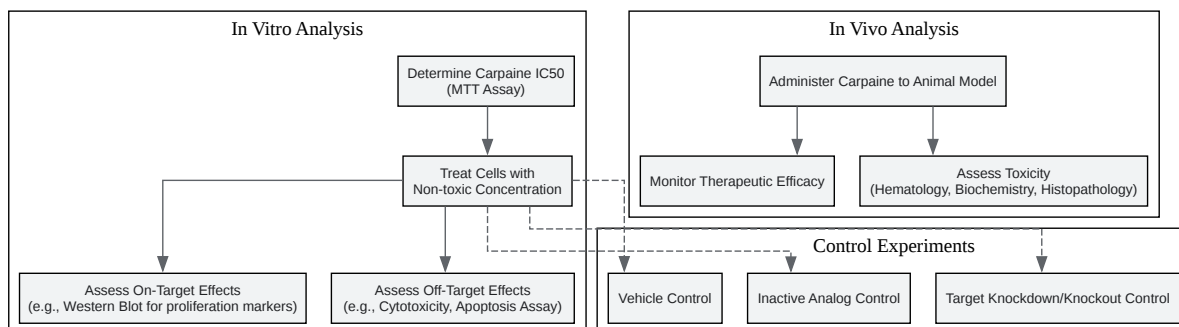 In Vitro Analysis
Determine Carpaine IC50
(MTT Assay)
Treat Cells with
Non-toxic Concentration
Assess On-Target Effects
(e.g., Western Blot for proliferation markers)
Assess Off-Target Effects
(e.g., Cytotoxicity, Apoptosis Assay)
In Vivo Analysis
Administer Carpaine to Animal Model
Monitor Therapeutic Efficacy
Assess Toxicity
(Hematology, Biochemistry, Histopathology)
Control Experiments
Vehicle Control
Inactive Analog Control
Target Knockdown/Knockout Control